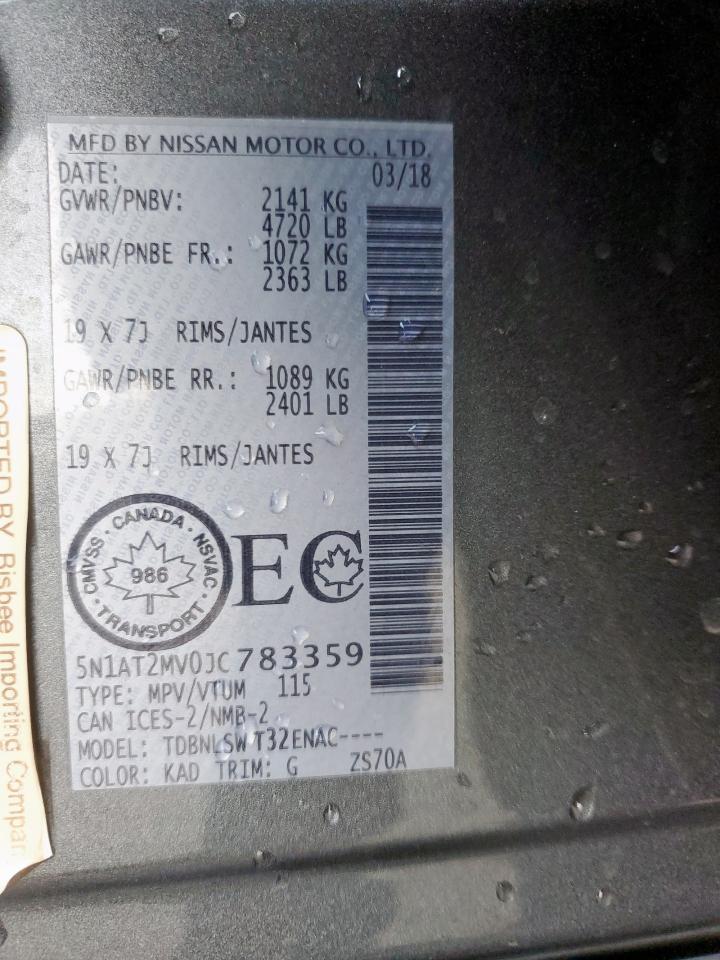 MFD BY NISSAN MOTOR CO., LTD.
DATE: 03/18
GVWR/PNBV: 2141 KG
4720 LB
GAWR/PNBE FR.: 1072 KG
2363 LB
19 X 7J RIMS/JANTES
GAWR/PNBE RR.: 1089 KG
2401 LB
19 X 7J RIMS/JANTES
CMVSS · CANADA · NSVAC · TRANSPORT ·
986
EC
5N1AT2MV0JC783359
TYPE: MPV/VTUM 115
CAN ICES-2/NMB-2
MODEL: TDBNLSW T32ENAC----
COLOR: KAD TRIM: G ZS70A
IMPORTED BY Bisbee Importing